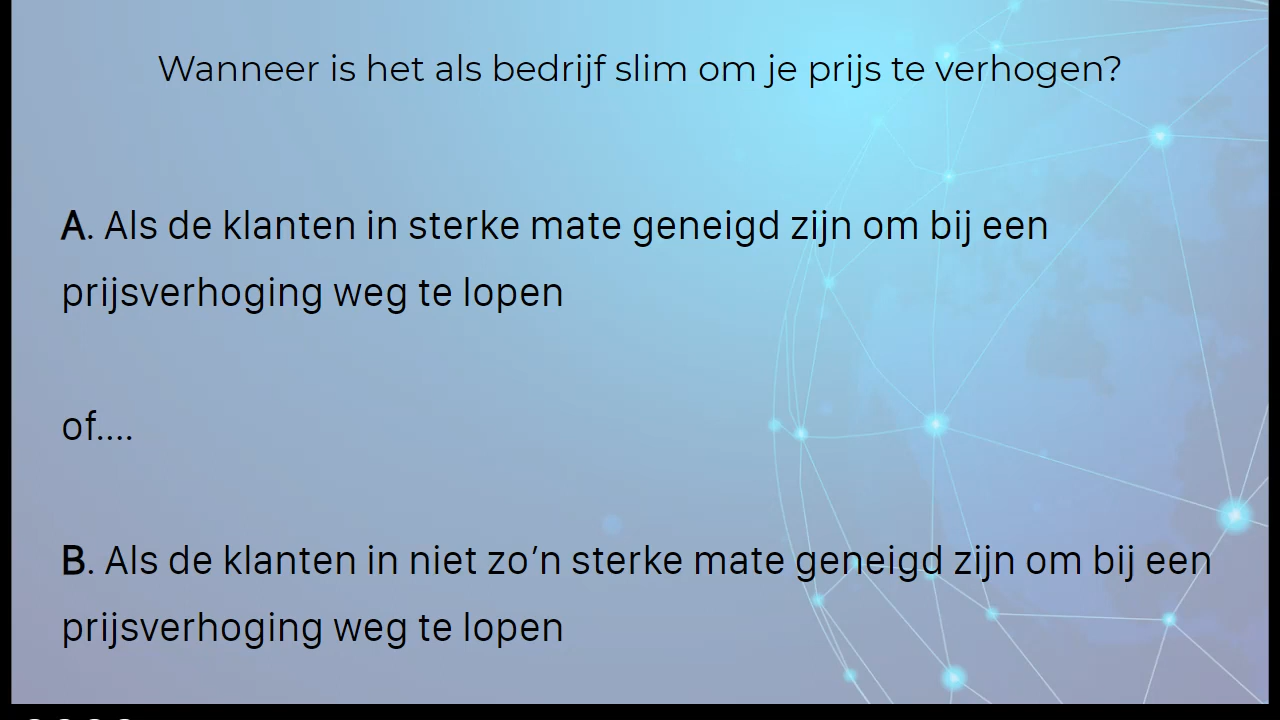 Wanneer is het als bedrijf slim om je prijs te verhogen?
A. Als de klanten in sterke mate geneigd zijn om bij een
prijsverhoging weg te lopen
of....
B. Als de klanten in niet zo’n sterke mate geneigd zijn om bij een
prijsverhoging weg te lopen